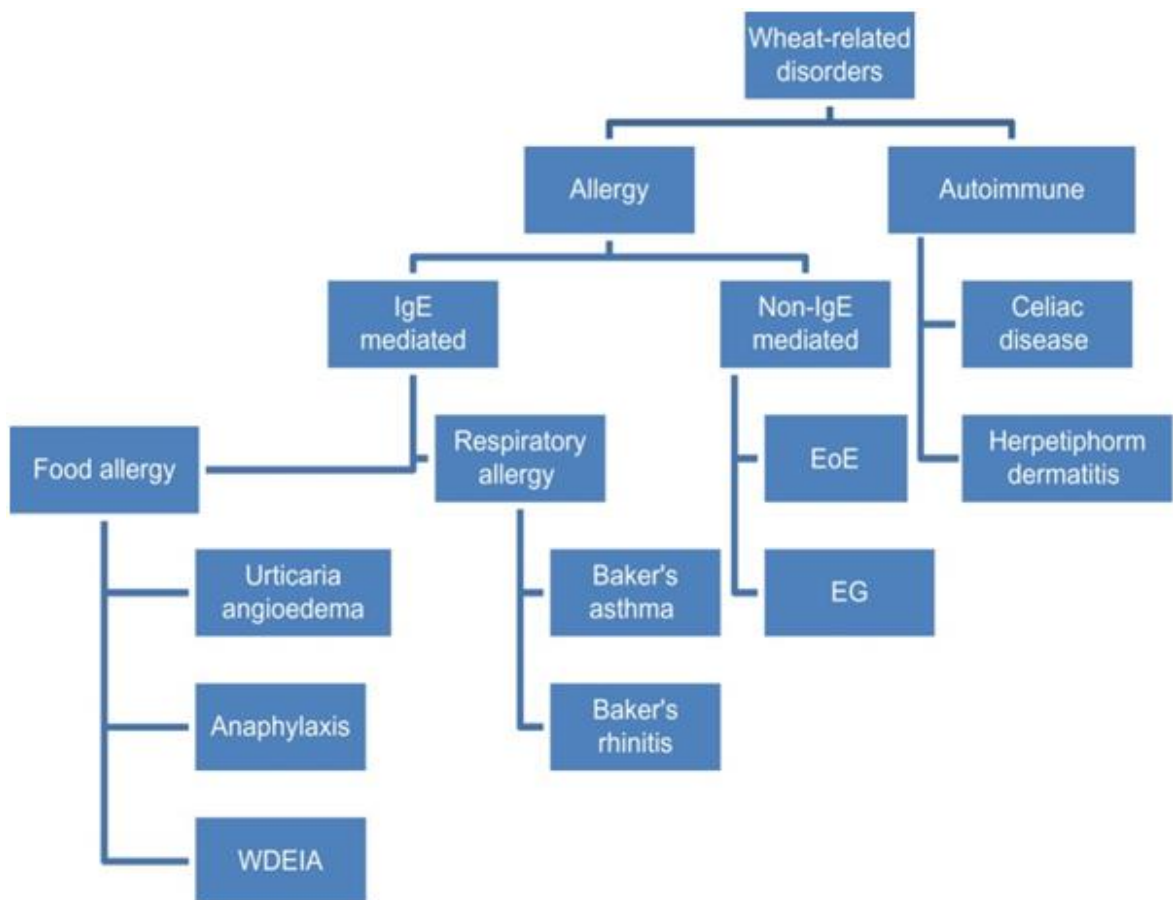 Wheat-related
disorders
Allergy
Autoimmune
IgE
mediated
Non-IgE
mediated
Celiac
disease
Food allergy
Respiratory
allergy
EoE
Herpetiphorm
dermatitis
Urticaria
angioedema
Baker's
asthma
EG
Anaphylaxis
Baker's
rhinitis
WDEIA